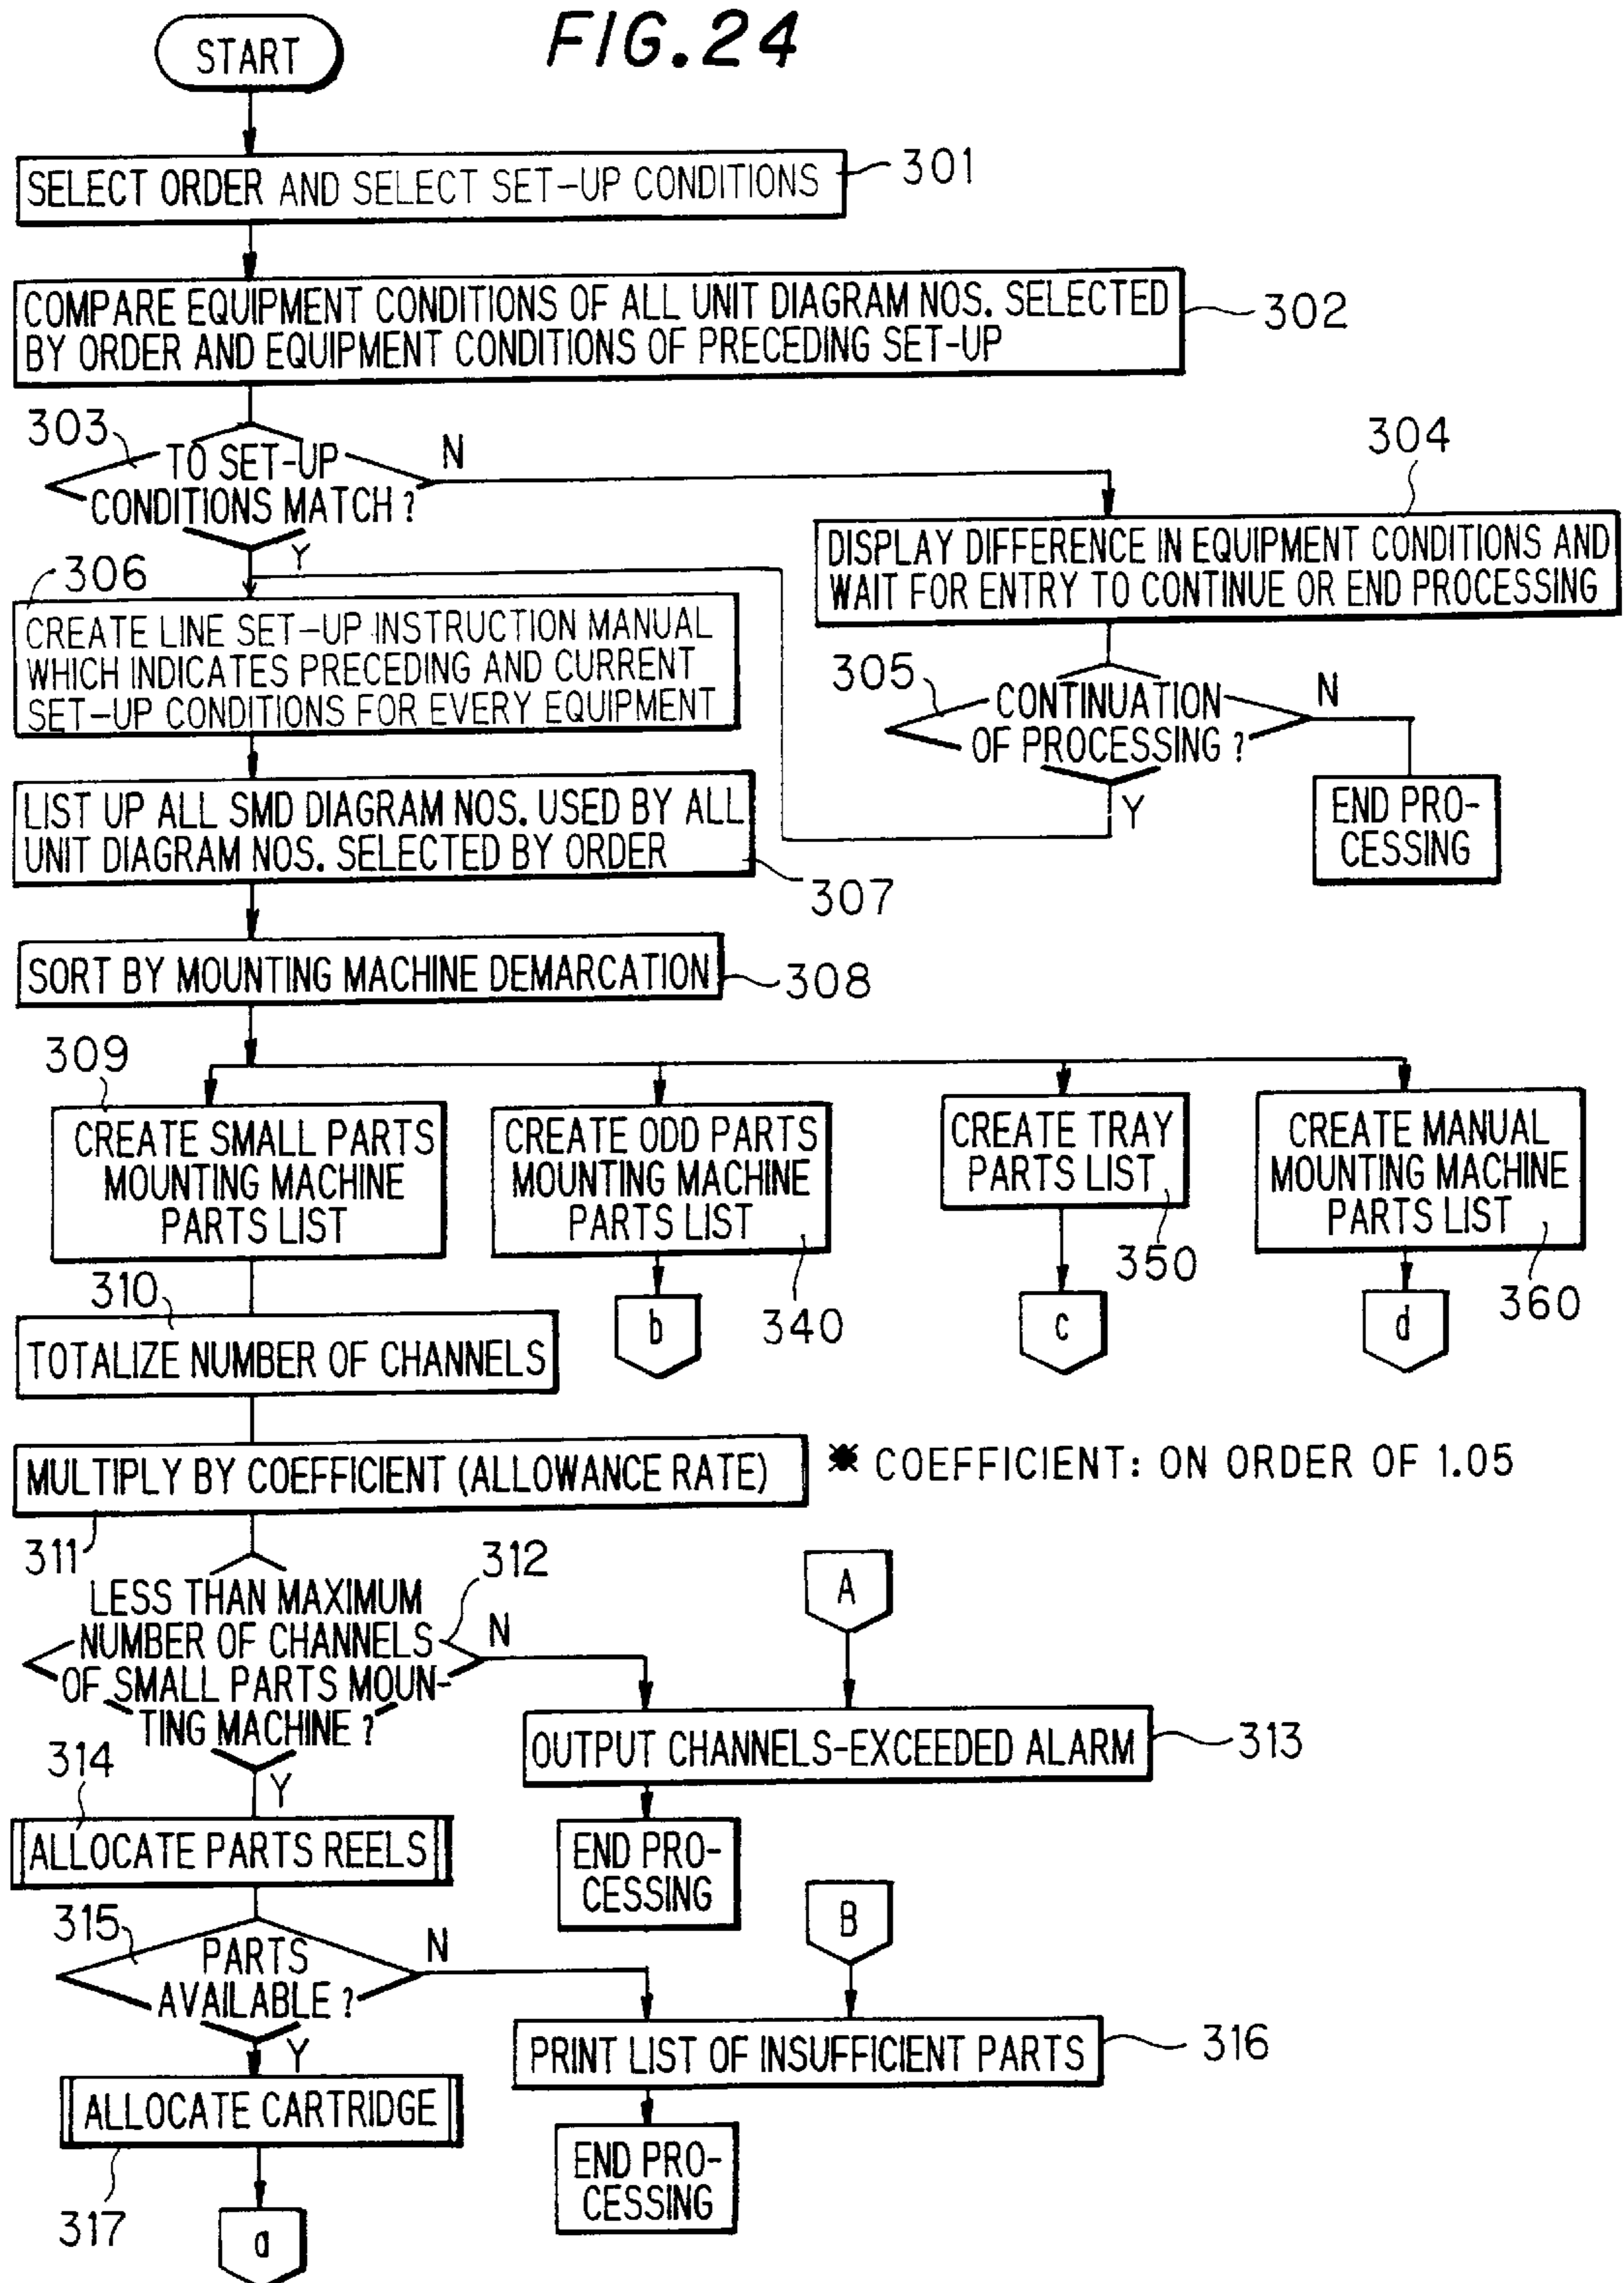 FIG.24
START
SELECT ORDER AND SELECT SET-UP CONDITIONS
301
COMPARE EQUIPMENT CONDITIONS OF ALL UNIT DIAGRAM NOS. SELECTED
BY ORDER AND EQUIPMENT CONDITIONS OF PRECEDING SET-UP
302
303
TO SET-UP
CONDITIONS MATCH ?
N
Y
304
DISPLAY DIFFERENCE IN EQUIPMENT CONDITIONS AND
WAIT FOR ENTRY TO CONTINUE OR END PROCESSING
305
CONTINUATION
OF PROCESSING ?
N
Y
END PRO-
CESSING
306
CREATE LINE SET-UP INSTRUCTION MANUAL
WHICH INDICATES PRECEDING AND CURRENT
SET-UP CONDITIONS FOR EVERY EQUIPMENT
LIST UP ALL SMD DIAGRAM NOS. USED BY ALL
UNIT DIAGRAM NOS. SELECTED BY ORDER
307
SORT BY MOUNTING MACHINE DEMARCATION
308
309
CREATE SMALL PARTS
MOUNTING MACHINE
PARTS LIST
CREATE ODD PARTS
MOUNTING MACHINE
PARTS LIST
340
b
CREATE TRAY
PARTS LIST
350
c
CREATE MANUAL
MOUNTING MACHINE
PARTS LIST
360
d
310
TOTALIZE NUMBER OF CHANNELS
MULTIPLY BY COEFFICIENT (ALLOWANCE RATE)
* COEFFICIENT: ON ORDER OF 1.05
311
312
LESS THAN MAXIMUM
NUMBER OF CHANNELS
OF SMALL PARTS MOUN-
TING MACHINE ?
N
Y
A
OUTPUT CHANNELS-EXCEEDED ALARM
313
END PRO-
CESSING
314
ALLOCATE PARTS REELS
315
PARTS
AVAILABLE ?
N
Y
B
PRINT LIST OF INSUFFICIENT PARTS
316
END PRO-
CESSING
ALLOCATE CARTRIDGE
317
a